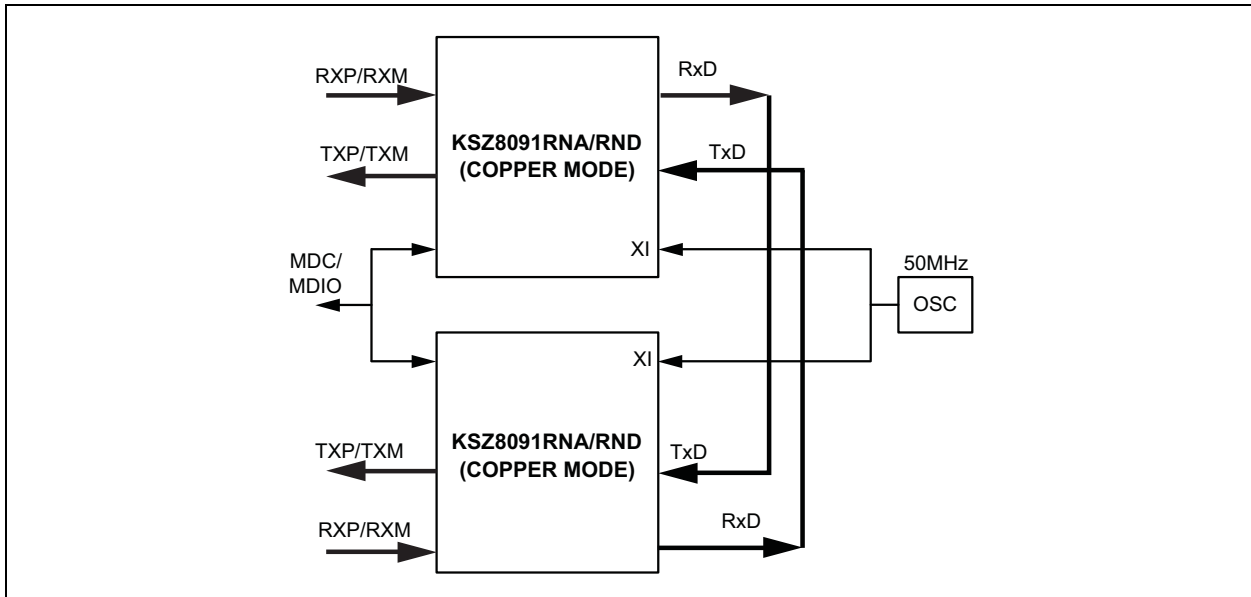 RXP/RXM
RxD
KSZ8091RNA/RND
(COPPER MODE)
TXP/TXM
TxD
XI
MDC/
MDIO
50MHz
OSC
XI
KSZ8091RNA/RND
(COPPER MODE)
TXP/TXM
TxD
RXP/RXM
RxD